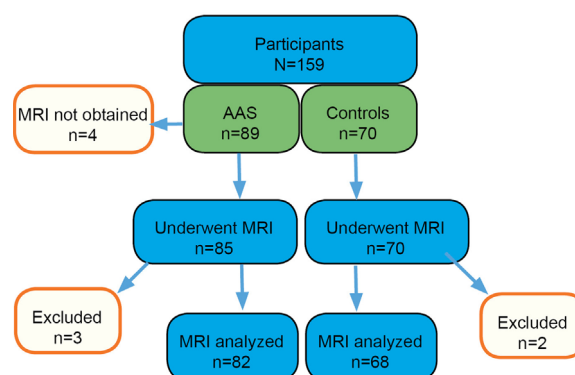 Participants
N=159
MRI not obtained
n=4
AAS
n=89
Controls
n=70
Underwent MRI
n=85
Underwent MRI
n=70
Excluded
n=3
MRI analyzed
n=82
MRI analyzed
n=68
Excluded
n=2